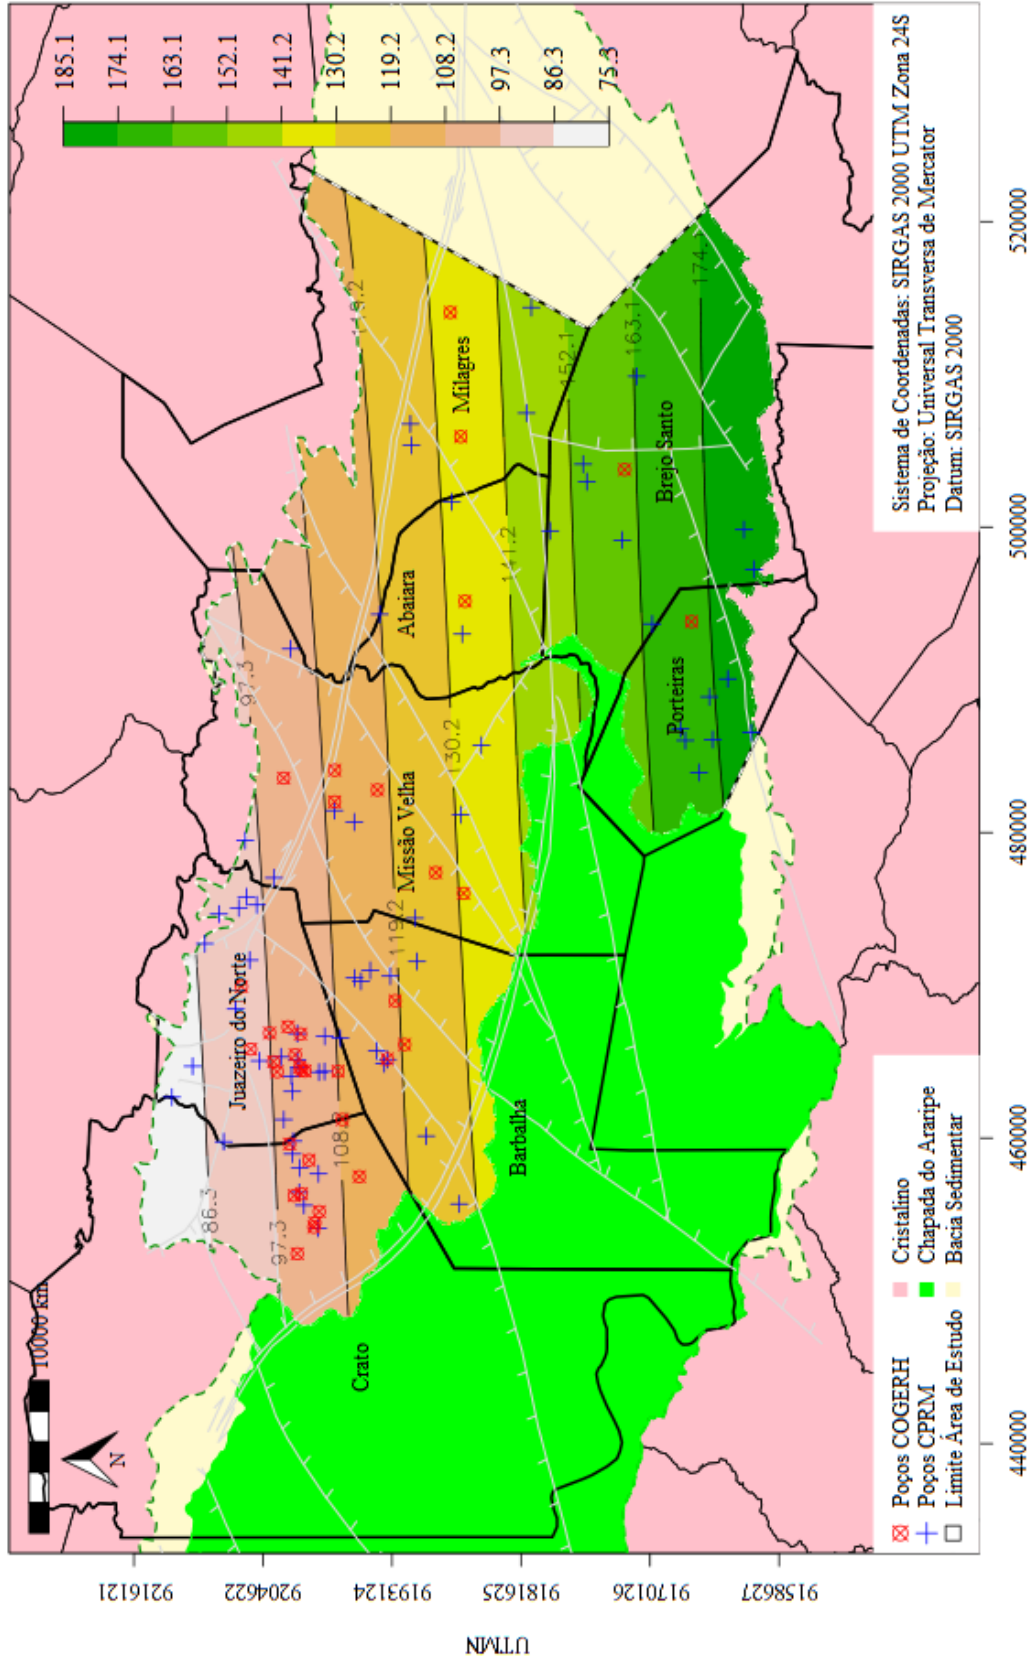 10000 km
N
185.1
174.1
163.1
152.1
141.2
130.2
119.2
108.2
97.3
86.3
75.3
UTMN
9216121
9204622
9193124
9181625
9170126
9158627
440000
460000
480000
500000
520000
Crato
Juazeiro do Norte
Barbalha
Missão Velha
Abaiara
Milagres
Porteiras
Brejo Santo
86.3
97.3
97.3
119.2
130.2
141.2
152.1
163.1
Poços COGERH
Poços CPRM
Limite Área de Estudo
Cristalino
Chapada do Araripe
Bacia Sedimentar
Sistema de Coordenadas: SIRGAS 2000 UTM Zona 24S
Projeção: Universal Transversa de Mercator
Datum: SIRGAS 2000